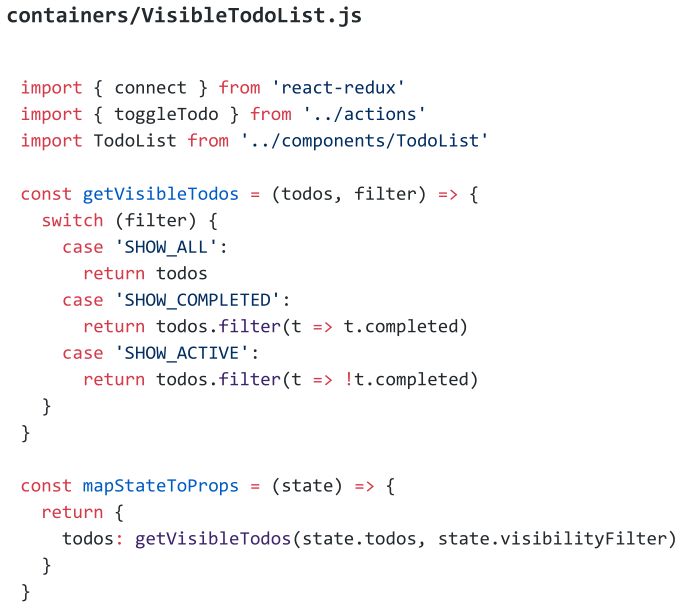 containers/VisibleTodoList.js
import { connect } from 'react-redux'
import { toggleTodo } from '../actions'
import TodoList from '../components/TodoList'
const getVisibleTodos = (todos, filter) => {
  switch (filter) {
    case 'SHOW_ALL':
      return todos
    case 'SHOW_COMPLETED':
      return todos.filter(t => t.completed)
    case 'SHOW_ACTIVE':
      return todos.filter(t => !t.completed)
  }
}
const mapStateToProps = (state) => {
  return {
    todos: getVisibleTodos(state.todos, state.visibilityFilter)
  }
}